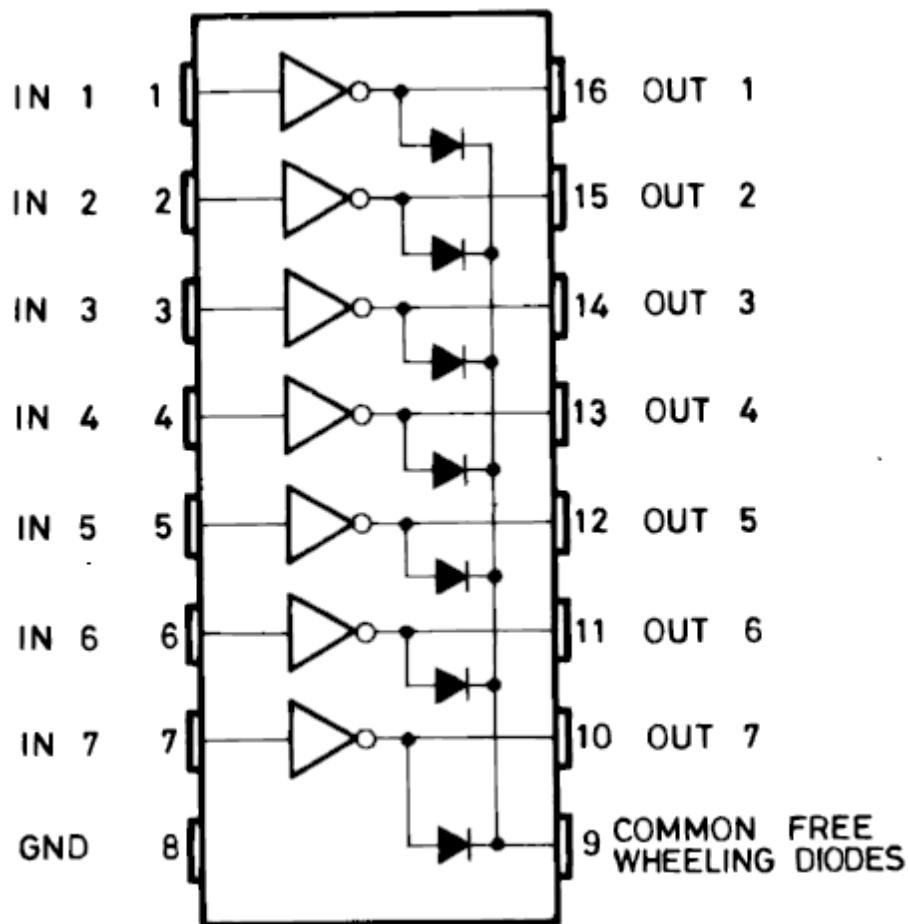 IN 1 1 16 OUT 1
IN 2 2 15 OUT 2
IN 3 3 14 OUT 3
IN 4 4 13 OUT 4
IN 5 5 12 OUT 5
IN 6 6 11 OUT 6
IN 7 7 10 OUT 7
GND 8 9 COMMON FREE
WHEELING DIODES